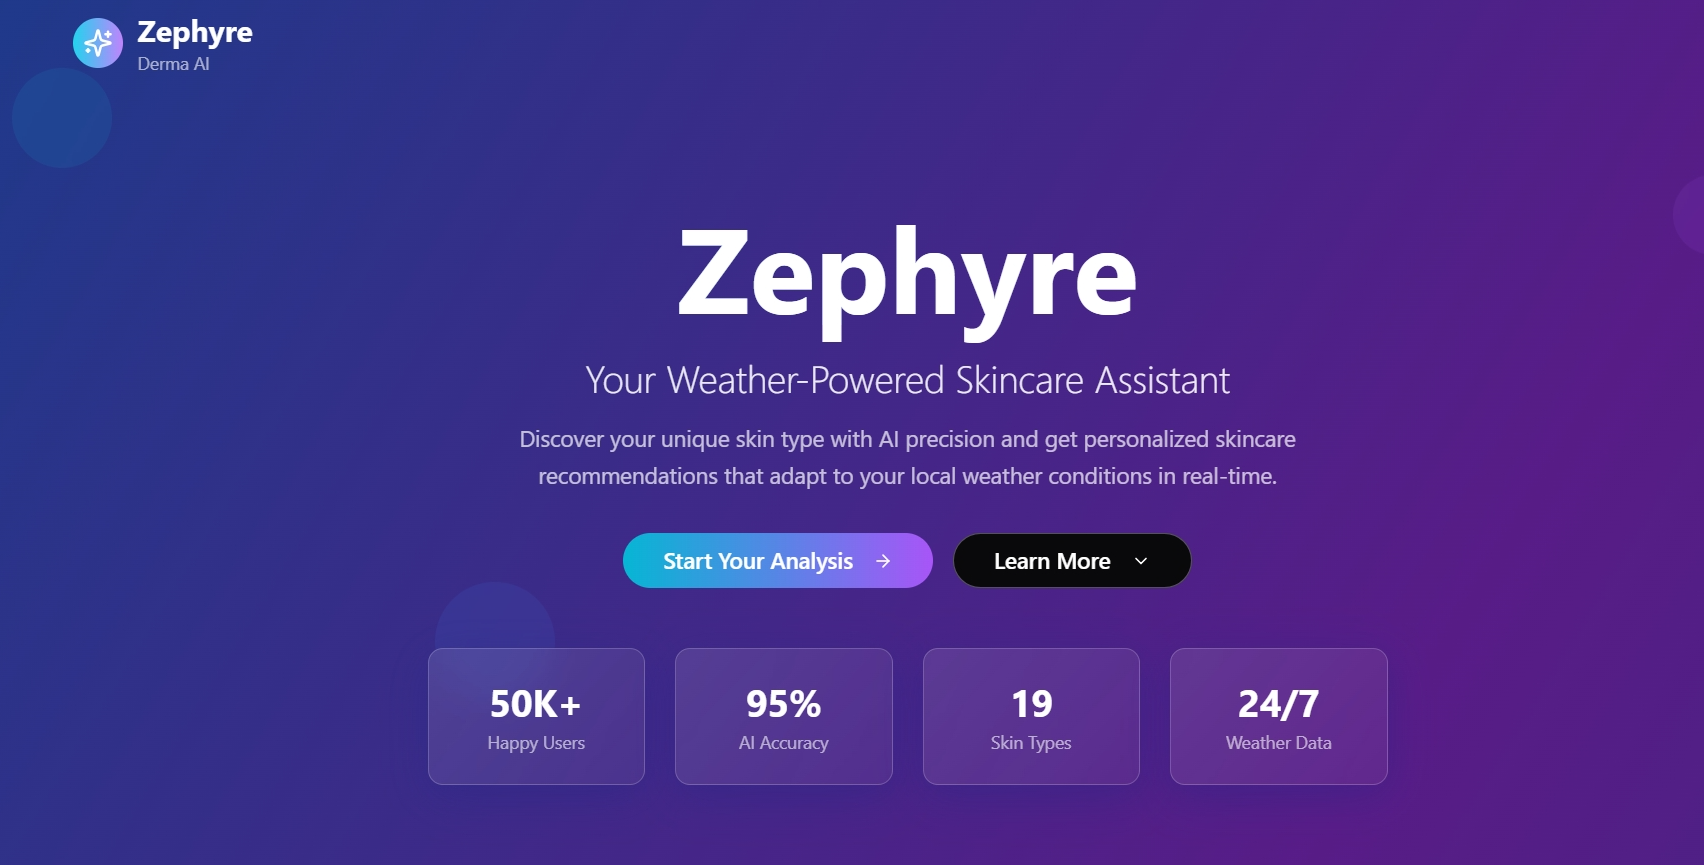 Zephyre
Derma AI
Zephyre
Your Weather-Powered Skincare Assistant
Discover your unique skin type with AI precision and get personalized skincare
recommendations that adapt to your local weather conditions in real-time.
Start Your Analysis
Learn More
50K+
Happy Users
95%
AI Accuracy
19
Skin Types
24/7
Weather Data